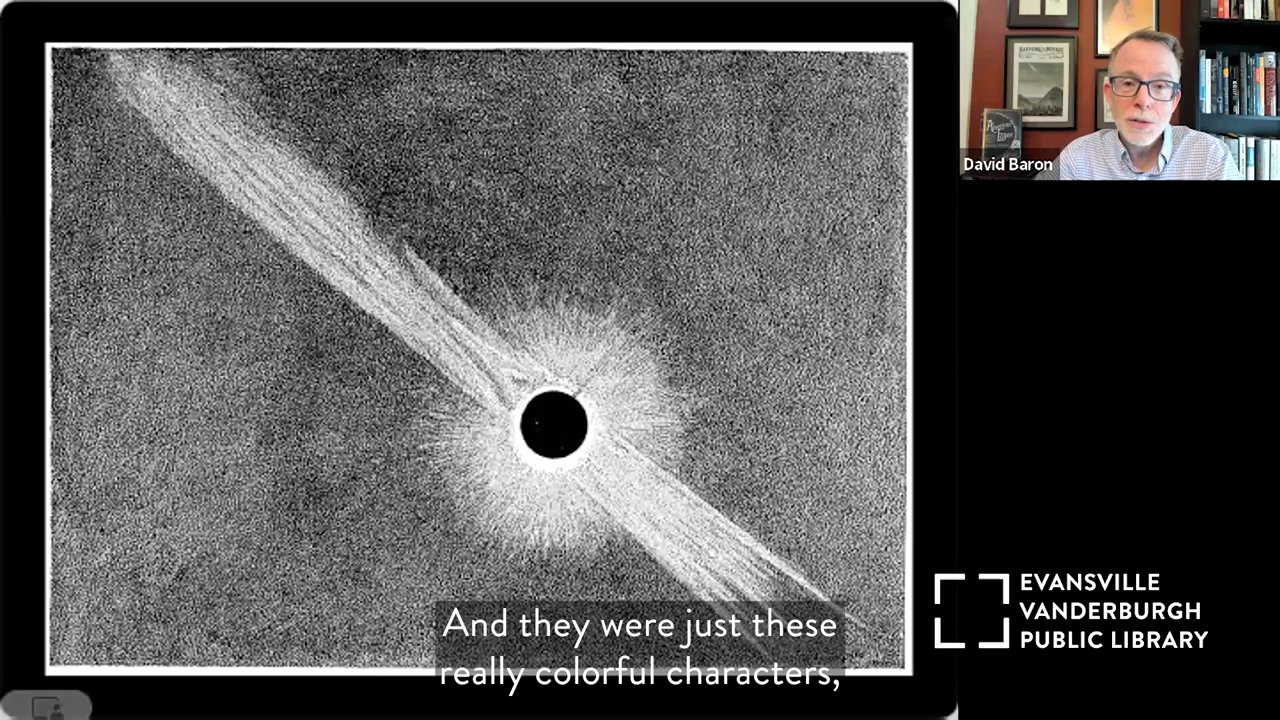 David Baron
EVANSVILLE
VANDERBURGH
PUBLIC LIBRARY
And they were just these
really colorful characters,